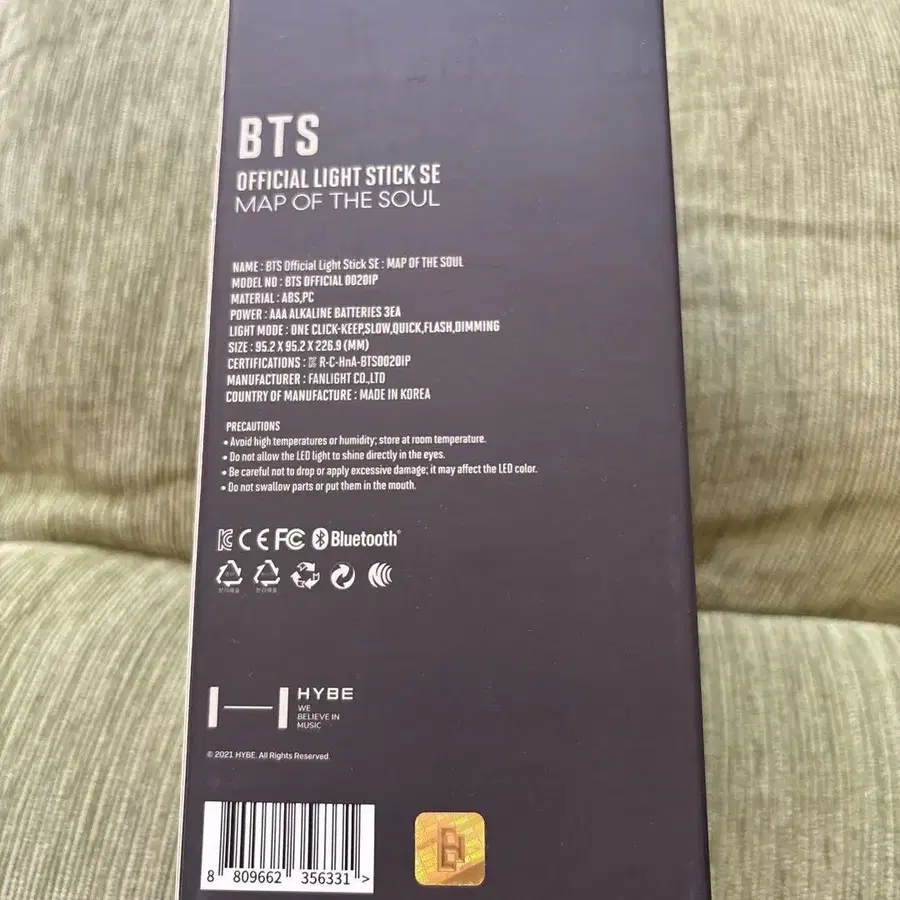 BTS
OFFICIAL LIGHT STICK SE
MAP OF THE SOUL
NAME : BTS Official Light Stick SE : MAP OF THE SOUL
MODEL NO : BTS OFFICIAL 00201P
MATERIAL : ABS,PC
POWER : AAA ALKALINE BATTERIES 3EA
LIGHT MODE : ONE CLICK-KEEP,SLOW,QUICK,FLASH,DIMMING
SIZE : 95.2 X 95.2 X 226.9 (MM)
CERTIFICATIONS : R-C-HnA-BTS00201P
MANUFACTURER : FANLIGHT CO.,LTD
COUNTRY OF MANUFACTURE : MADE IN KOREA
PRECAUTIONS
• Avoid high temperatures or humidity; store at room temperature.
• Do not allow the LED light to shine directly in the eyes.
• Be careful not to drop or apply excessive damage; it may affect the LED color.
• Do not swallow parts or put them in the mouth.
CE FC Bluetooth®
HYBE
WE
BELIEVE IN
MUSIC
© 2021 HYBE. All Rights Reserved.
8 809662 356331 >